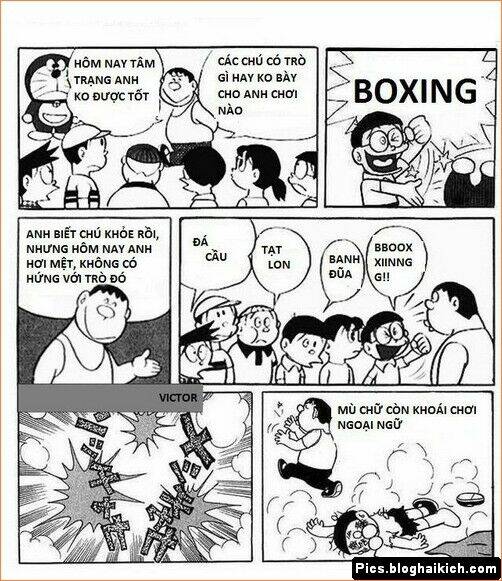 HÔM NAY TÂM
TRẠNG ANH
KO ĐƯỢC TỐT
CÁC CHÚ CÓ TRÒ
GÌ HAY KO BÀY
CHO ANH CHƠI
NÀO
BOXING
ANH BIẾT CHÚ KHỎE RỒI,
NHƯNG HÔM NAY ANH
HƠI MỆT, KHÔNG CÓ
HỨNG VỚI TRÒ ĐÓ
ĐÁ
CẦU
TẠT
LON
BANH
ĐŨA
BBOOX
XIINNG
G!!
VICTOR
MÙ CHỮ CÒN KHOÁI CHƠI
NGOẠI NGỮ
Pics.bloghaikich.com